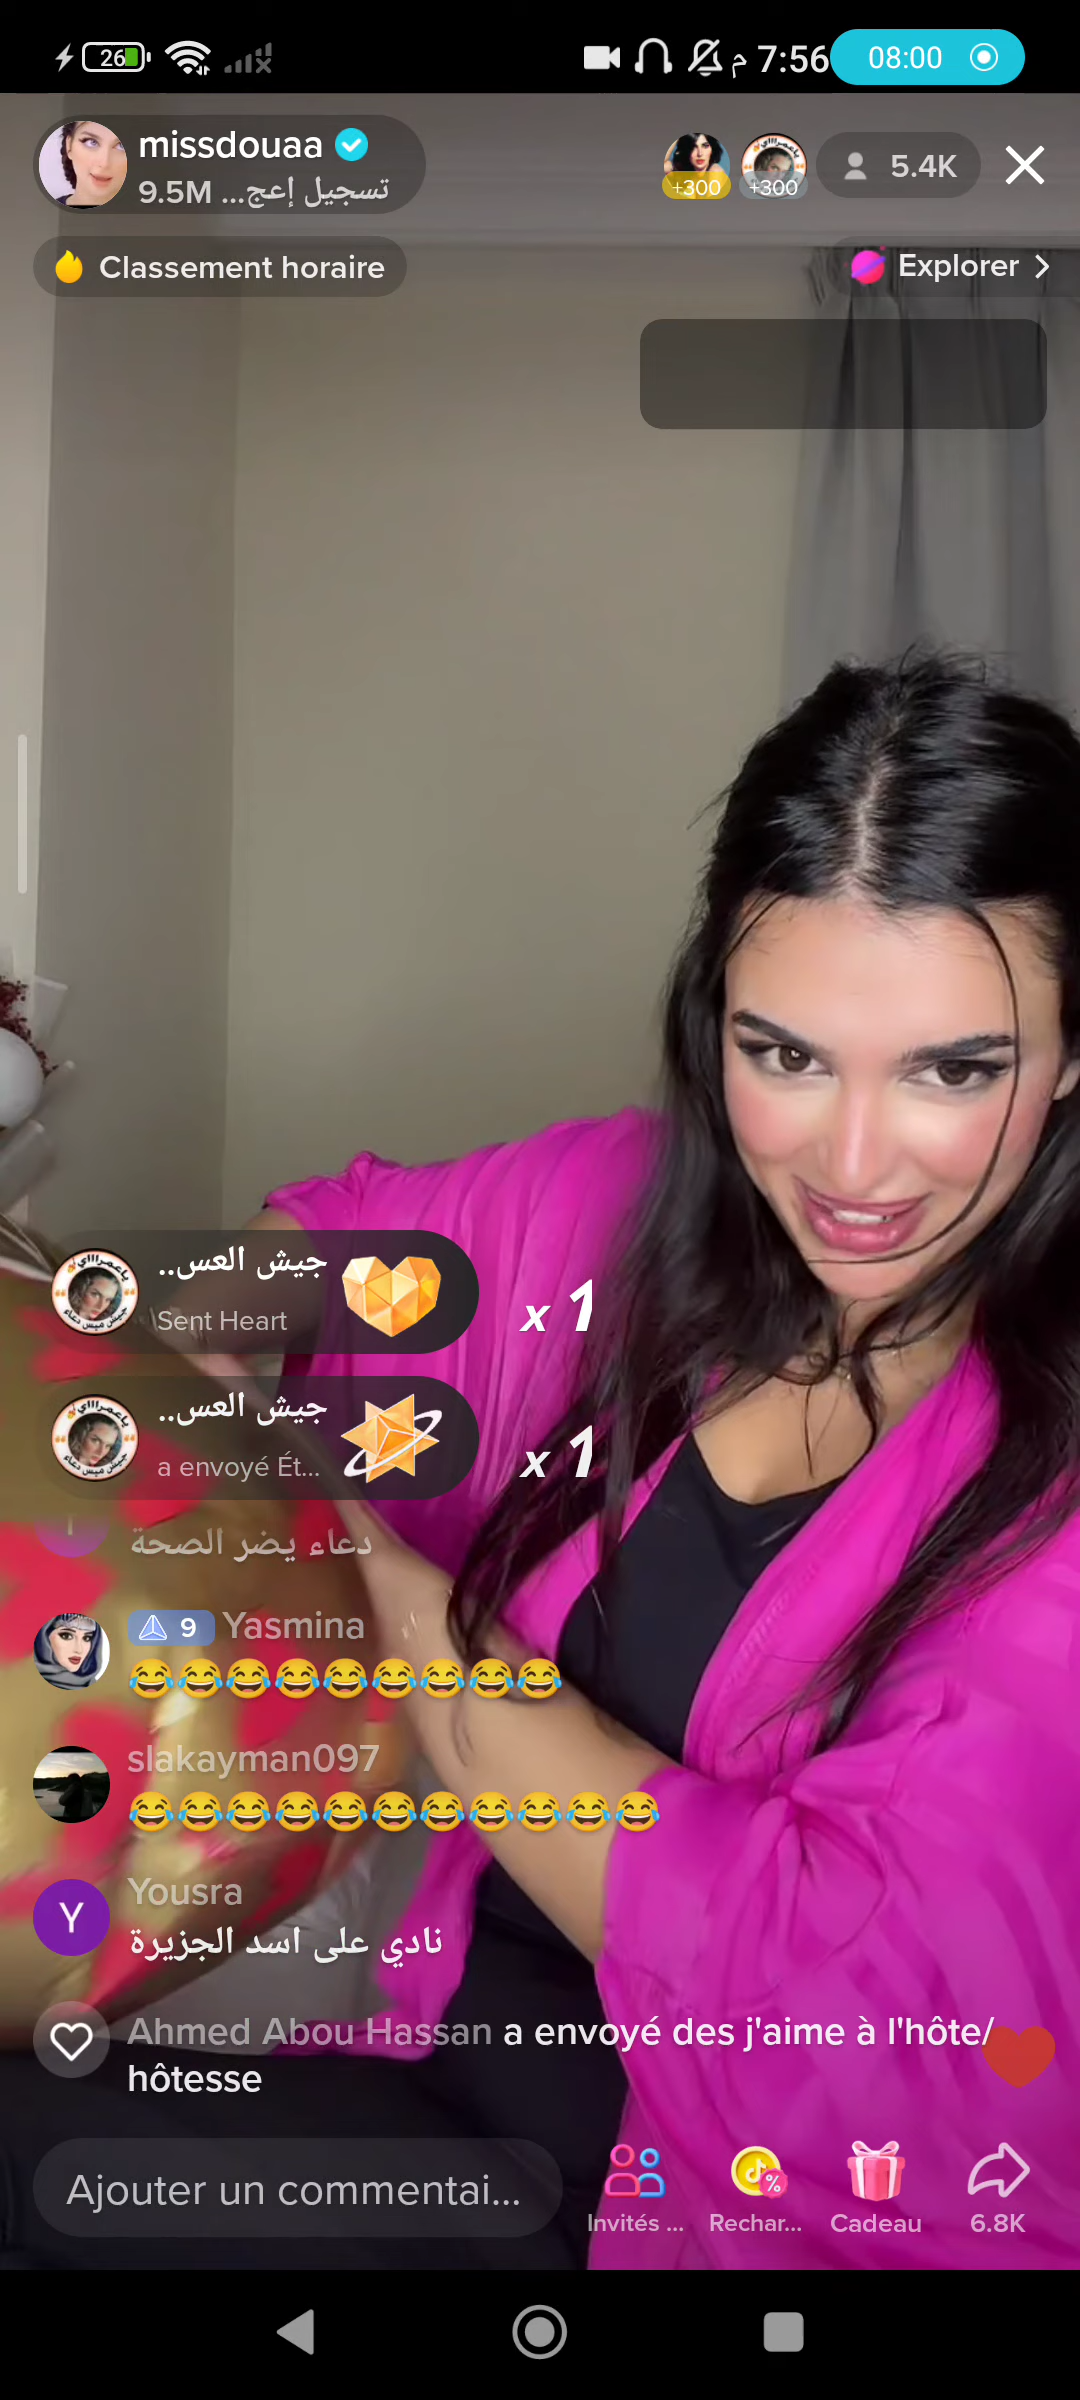 26
م 7:56
08:00
missdouaa
9.5M تسجيل إعج...
+300
+300
5.4K
Classement horaire
Explorer
جيش العس..
Sent Heart
x 1
جيش العس..
a envoyé Ét...
x 1
دعاء يضر الصحة
9 Yasmina
😂😂😂😂😂😂😂😂😂
slakayman097
😂😂😂😂😂😂😂😂😂😂😂
Y
Yousra
نادي على اسد الجزيرة
Ahmed Abou Hassan a envoyé des j'aime à l'hôte/
hôtesse
Ajouter un commentai...
Invités ...
Rechar...
Cadeau
6.8K